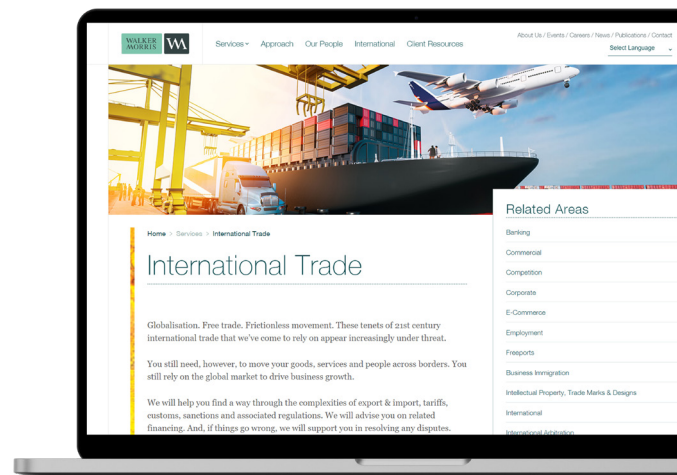 WALKER
MORRIS
WM
Services
Approach
Our People
International
Client Resources
About Us / Events / Careers / News / Publications / Contact
Select Language
Home > Services > International Trade
International Trade
Globalisation. Free trade. Frictionless movement. These tenets of 21st century
international trade that we've come to rely on appear increasingly under threat.
You still need, however, to move your goods, services and people across borders. You
still rely on the global market to drive business growth.
We will help you find a way through the complexities of export & import, tariffs,
customs, sanctions and associated regulations. We will advise you on related
financing. And, if things go wrong, we will support you in resolving any disputes.
Related Areas
Banking
Commercial
Competition
Corporate
E-Commerce
Employment
Freeports
Business Immigration
Intellectual Property, Trade Marks & Designs
International
International Arbitration